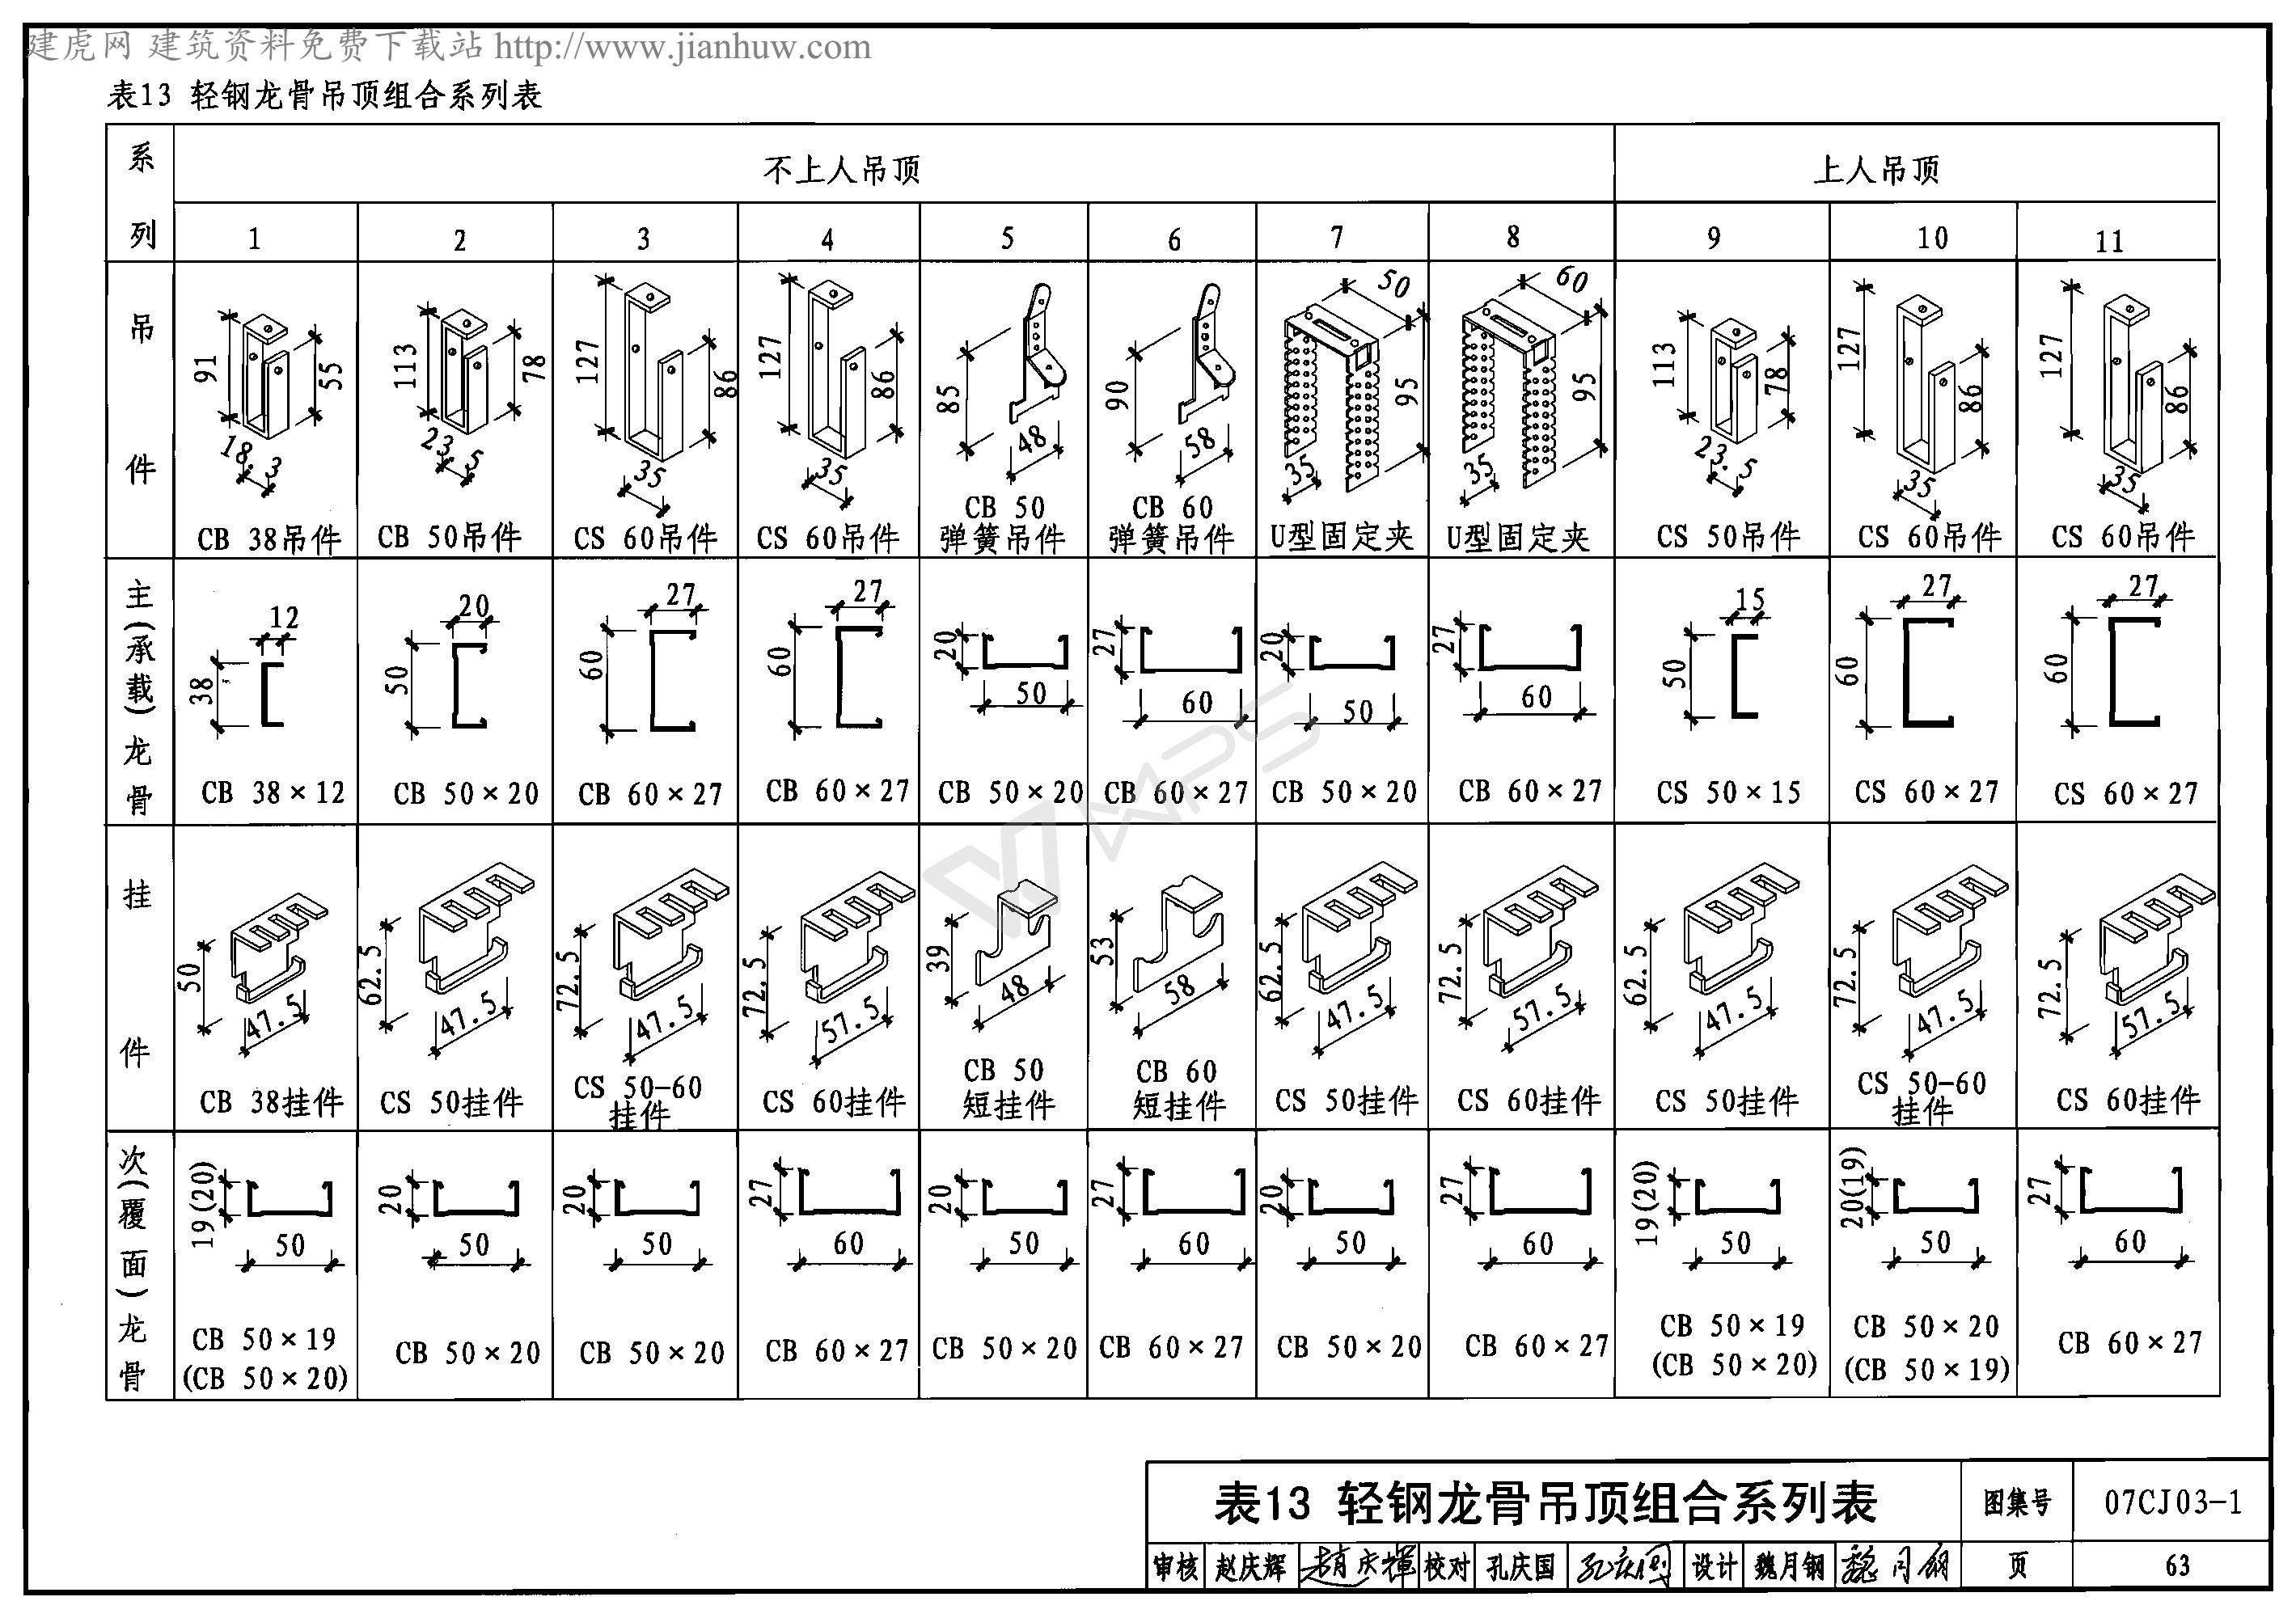 建虎网 建筑资料免费下载站 http://www.jianhuw.com
表13 轻钢龙骨吊顶组合系列表
系列 不上人吊顶 上人吊顶
1 2 3 4 5 6 7 8 9 10 11
吊件
91 55 18.3
CB 38吊件
113 78 23.5
CB 50吊件
127 86 35
CS 60吊件
127 86 35
CS 60吊件
85 48
CB 50
弹簧吊件
90 58
CB 60
弹簧吊件
50 95 35
U型固定夹
60 95 35
U型固定夹
113 78 23.5
CS 50吊件
127 86 35
CS 60吊件
127 86 35
CS 60吊件
主(承载)龙骨
12 38
CB 38×12
20 50
CB 50×20
27 60
CB 60×27
27 60
CB 60×27
20 50
CB 50×20
27 60
CB 60×27
20 50
CB 50×20
27 60
CB 60×27
15 50
CS 50×15
27 60
CS 60×27
27 60
CS 60×27
挂件
50 47.5
CB 38挂件
62.5 47.5
CS 50挂件
72.5 47.5
CS 50-60
挂件
72.5 57.5
CS 60挂件
39 48
CB 50
短挂件
53 58
CB 60
短挂件
62.5 47.5
CS 50挂件
72.5 57.5
CS 60挂件
62.5 47.5
CS 50挂件
72.5 47.5
CS 50-60
挂件
72.5 57.5
CS 60挂件
次(覆面)龙骨
19(20) 50
CB 50×19
(CB 50×20)
20 50
CB 50×20
20 50
CB 50×20
27 60
CB 60×27
20 50
CB 50×20
27 60
CB 60×27
20 50
CB 50×20
27 60
CB 60×27
19(20) 50
CB 50×19
(CB 50×20)
20(19) 50
CB 50×20
(CB 50×19)
27 60
CB 60×27
WPS
表13 轻钢龙骨吊顶组合系列表 图集号 07CJ03-1
审核 赵庆辉 趙庆輝 校对 孔庆国 设计 魏月钢 魏月钢 页 63